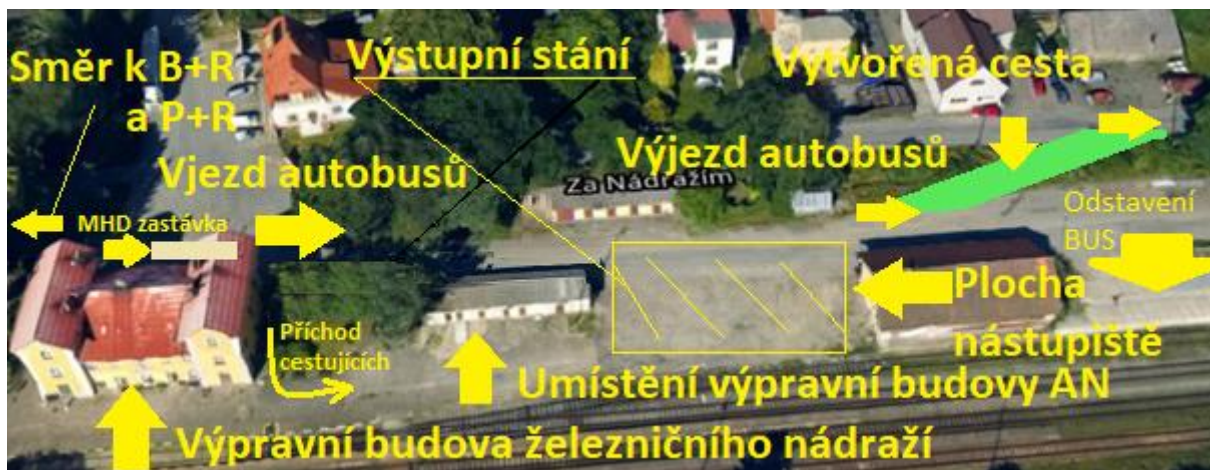 Směr k B+R
a P+R
Výstupní stání
Vytvořená cesta
Vjezd autobusů
Výjezd autobusů
Za Nádražím
MHD zastávka
Odstavení
BUS
Plocha
nástupiště
Příchod
cestujících
Umístění výpravní budovy AN
Výpravní budova železničního nádraží